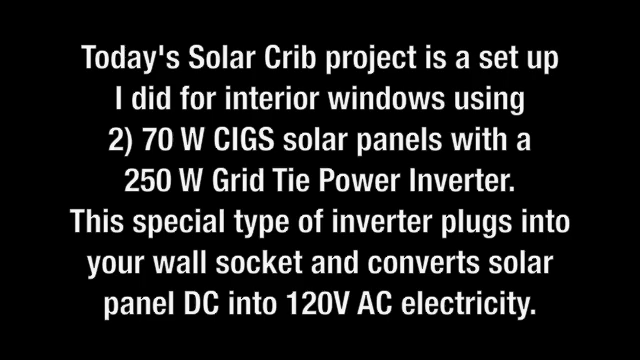 Today's Solar Crib project is a set up
I did for interior windows using
2) 70 W CIGS solar panels with a
250 W Grid Tie Power Inverter.
This special type of inverter plugs into
your wall socket and converts solar
panel DC into 120V AC electricity.